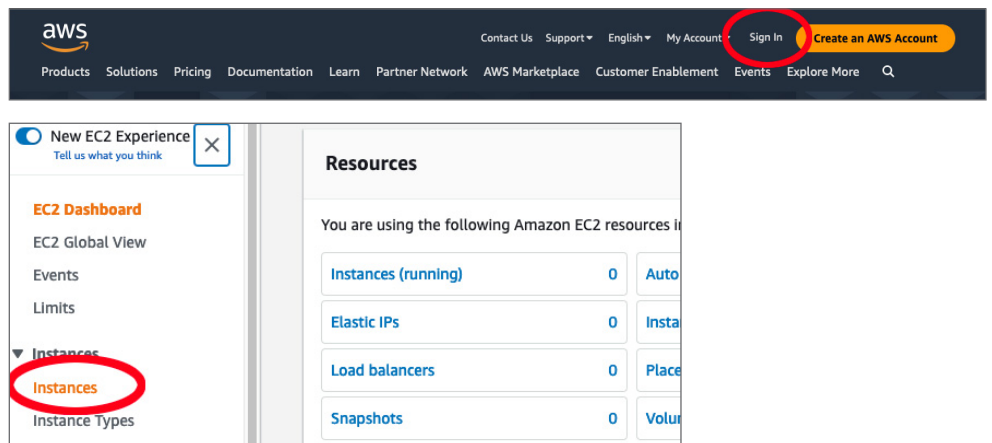 aws
Contact Us Support English My Account Sign In Create an AWS Account
Products Solutions Pricing Documentation Learn Partner Network AWS Marketplace Customer Enablement Events Explore More
New EC2 Experience
Tell us what you think
EC2 Dashboard
EC2 Global View
Events
Limits
Instances
Instances
Instance Types
Resources
You are using the following Amazon EC2 resources i
Instances (running) 0 Auto
Elastic IPs 0 Insta
Load balancers 0 Place
Snapshots 0 Volu